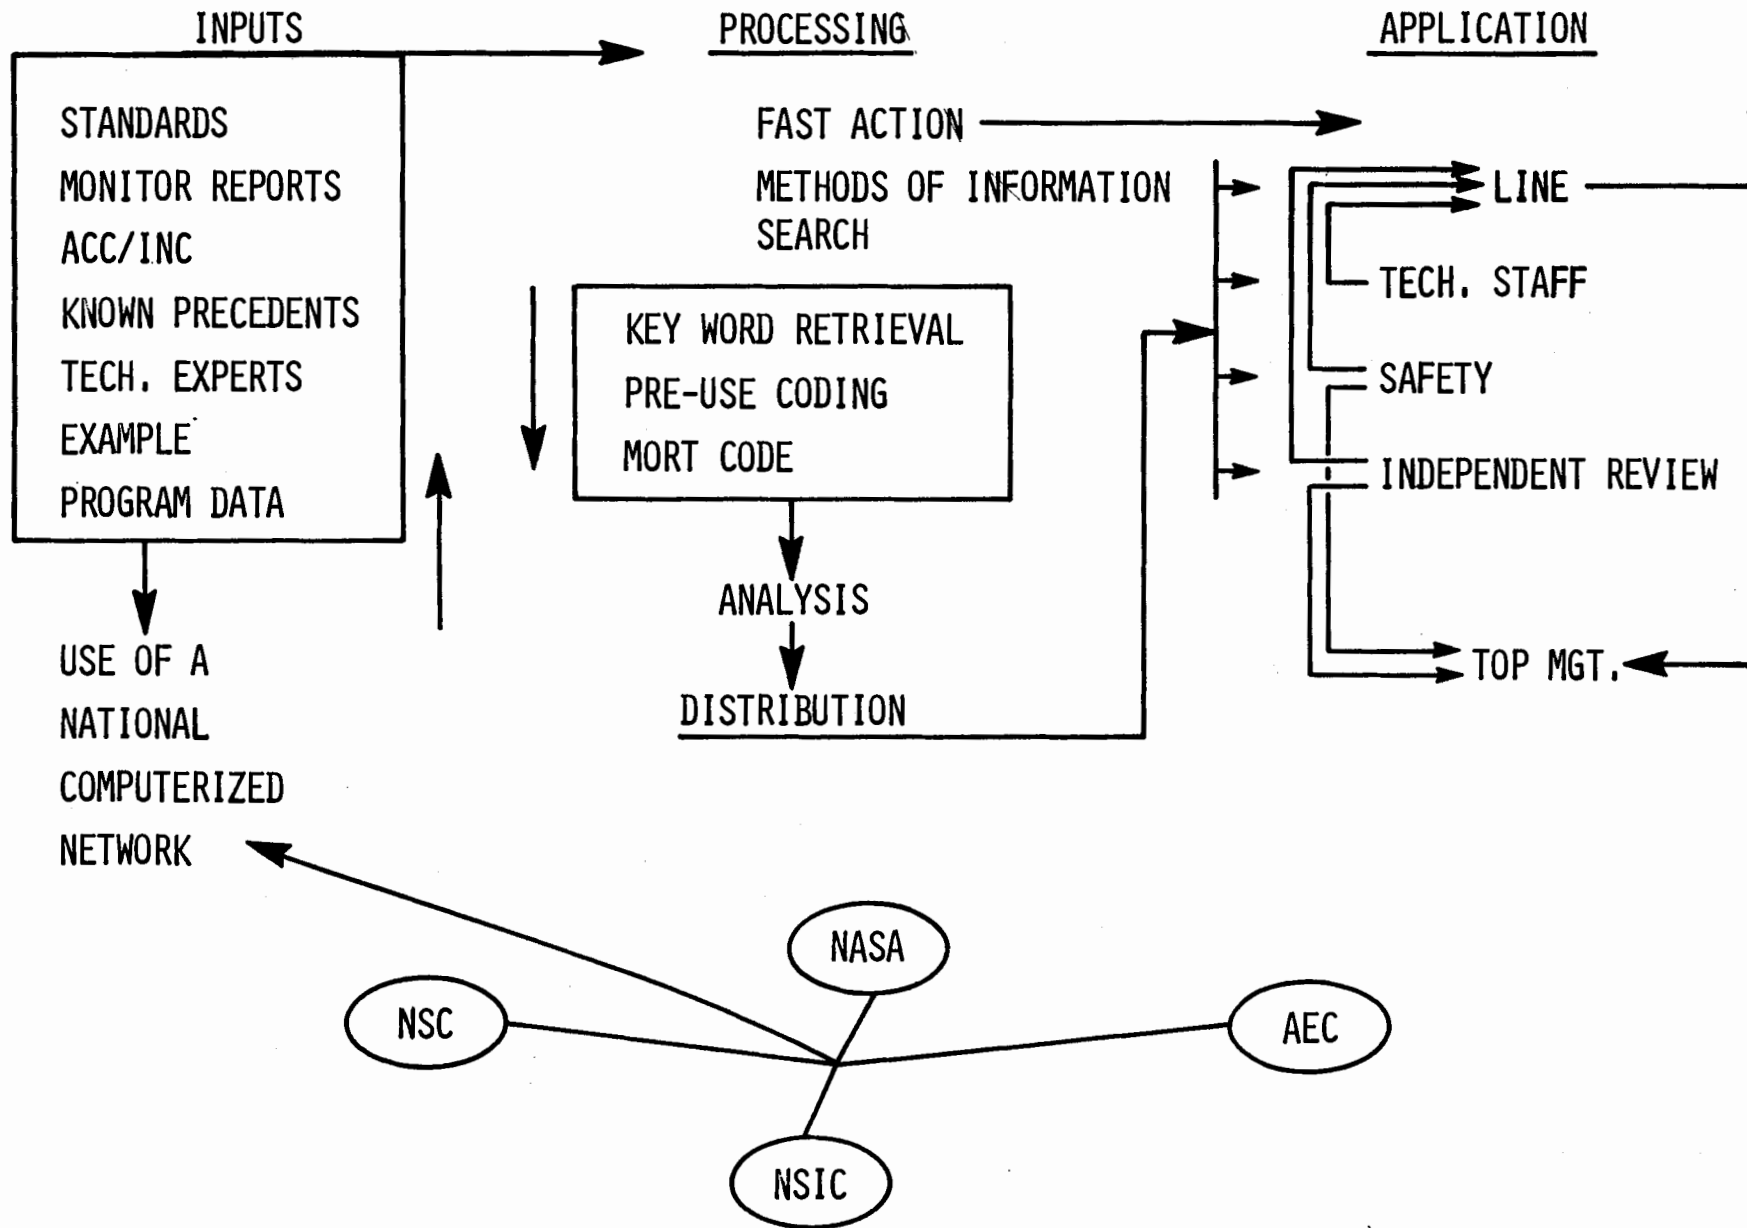 INPUTS
PROCESSING
APPLICATION
STANDARDS
MONITOR REPORTS
ACC/INC
KNOWN PRECEDENTS
TECH. EXPERTS
EXAMPLE
PROGRAM DATA
USE OF A
NATIONAL
COMPUTERIZED
NETWORK
FAST ACTION
METHODS OF INFORMATION
SEARCH
KEY WORD RETRIEVAL
PRE-USE CODING
MORT CODE
ANALYSIS
DISTRIBUTION
LINE
TECH. STAFF
SAFETY
INDEPENDENT REVIEW
TOP MGT.
NASA
NSC
AEC
NSIC